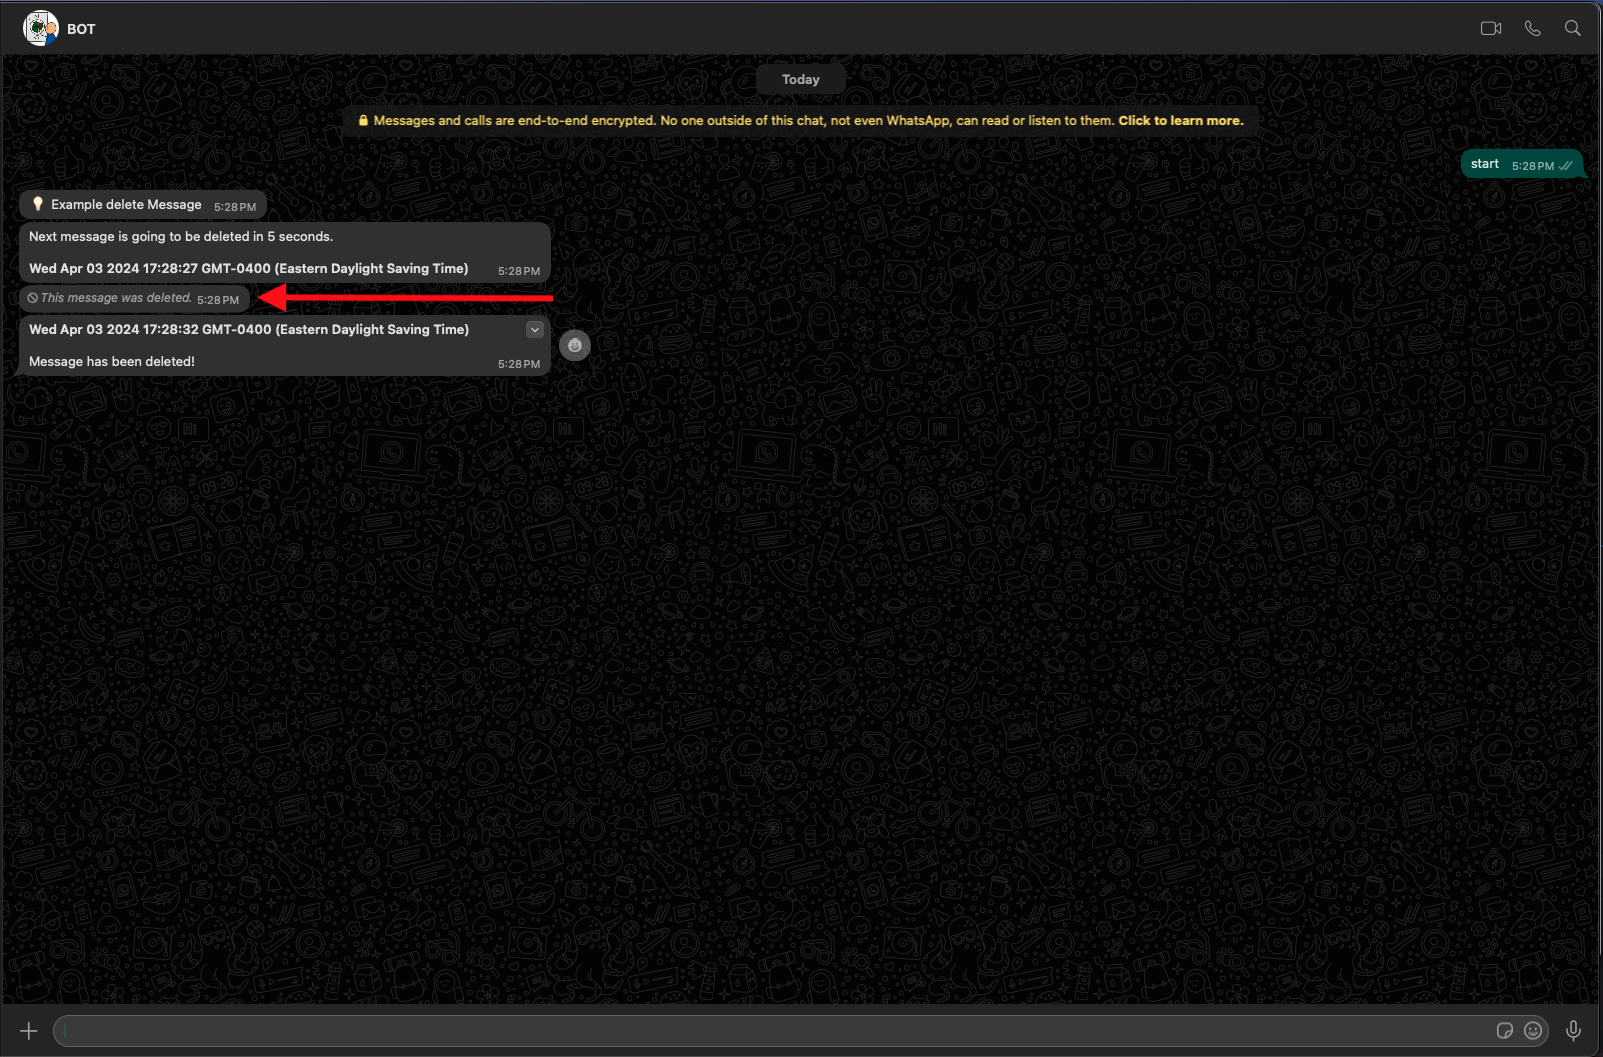 BOT
Today
Messages and calls are end-to-end encrypted. No one outside of this chat, not even WhatsApp, can read or listen to them. Click to learn more.
start 5:28 PM
Example delete Message 5:28 PM
Next message is going to be deleted in 5 seconds.
Wed Apr 03 2024 17:28:27 GMT-0400 (Eastern Daylight Saving Time) 5:28 PM
This message was deleted. 5:28 PM
Wed Apr 03 2024 17:28:32 GMT-0400 (Eastern Daylight Saving Time)
Message has been deleted! 5:28 PM